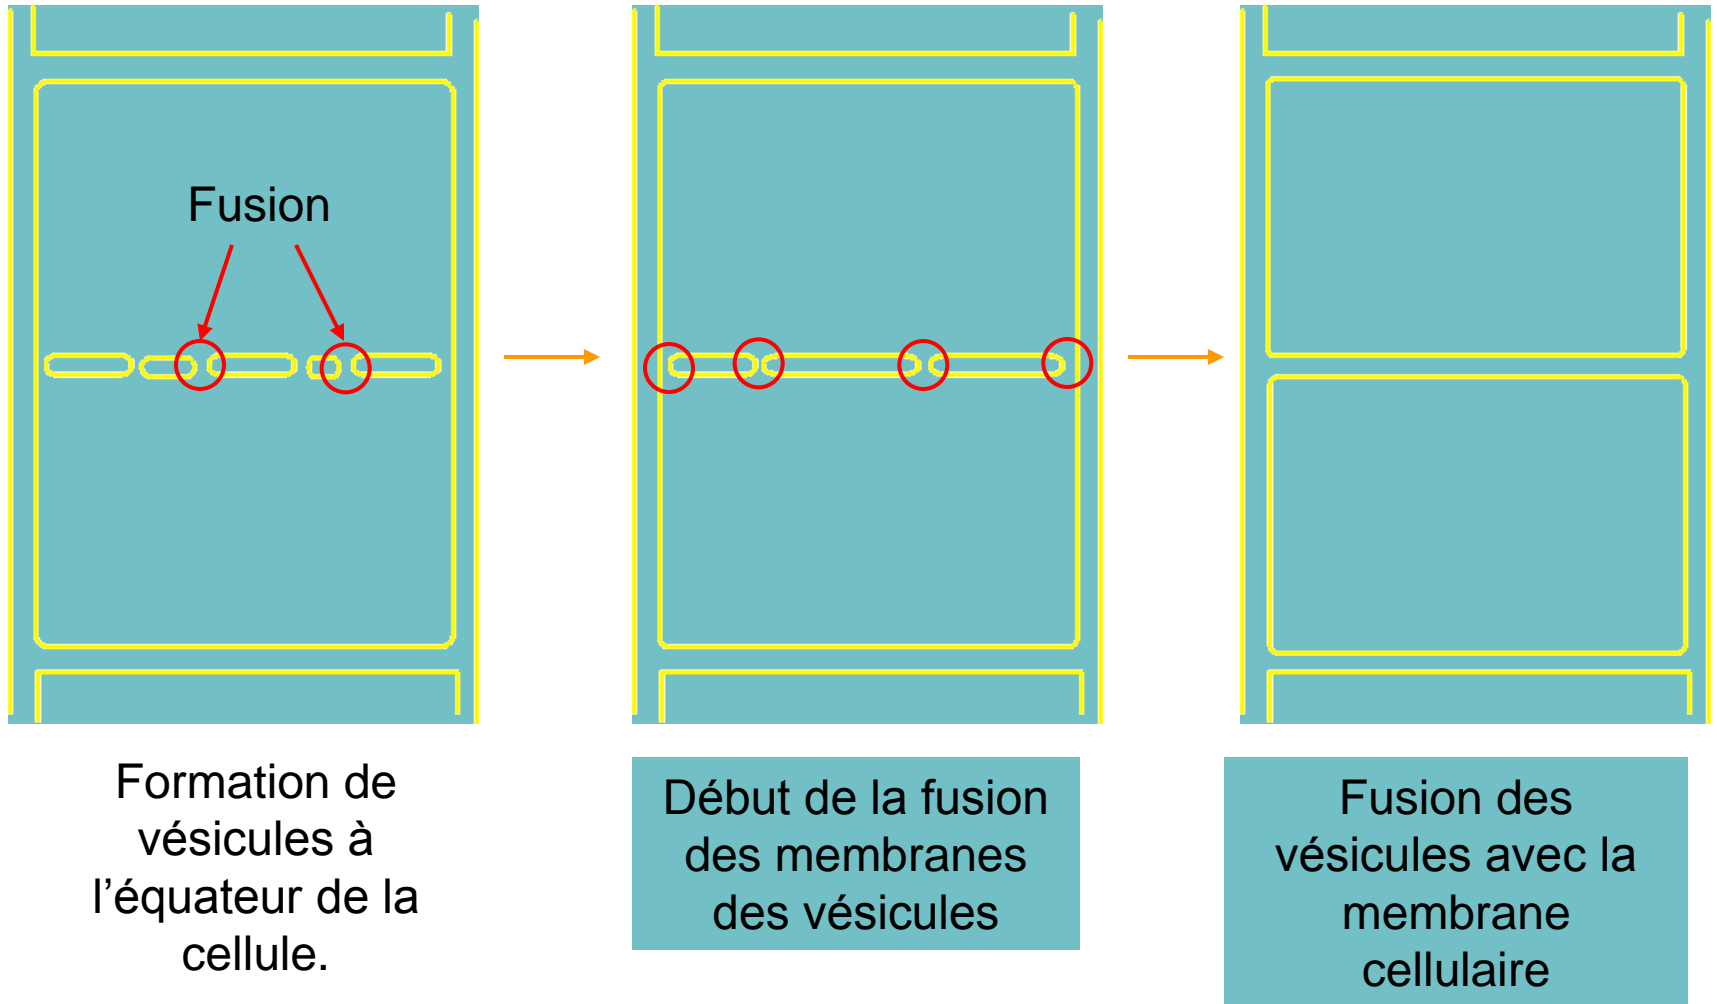 Fusion
Formation de
vésicules à
l’équateur de la
cellule.
Début de la fusion
des membranes
des vésicules
Fusion des
vésicules avec la
membrane
cellulaire